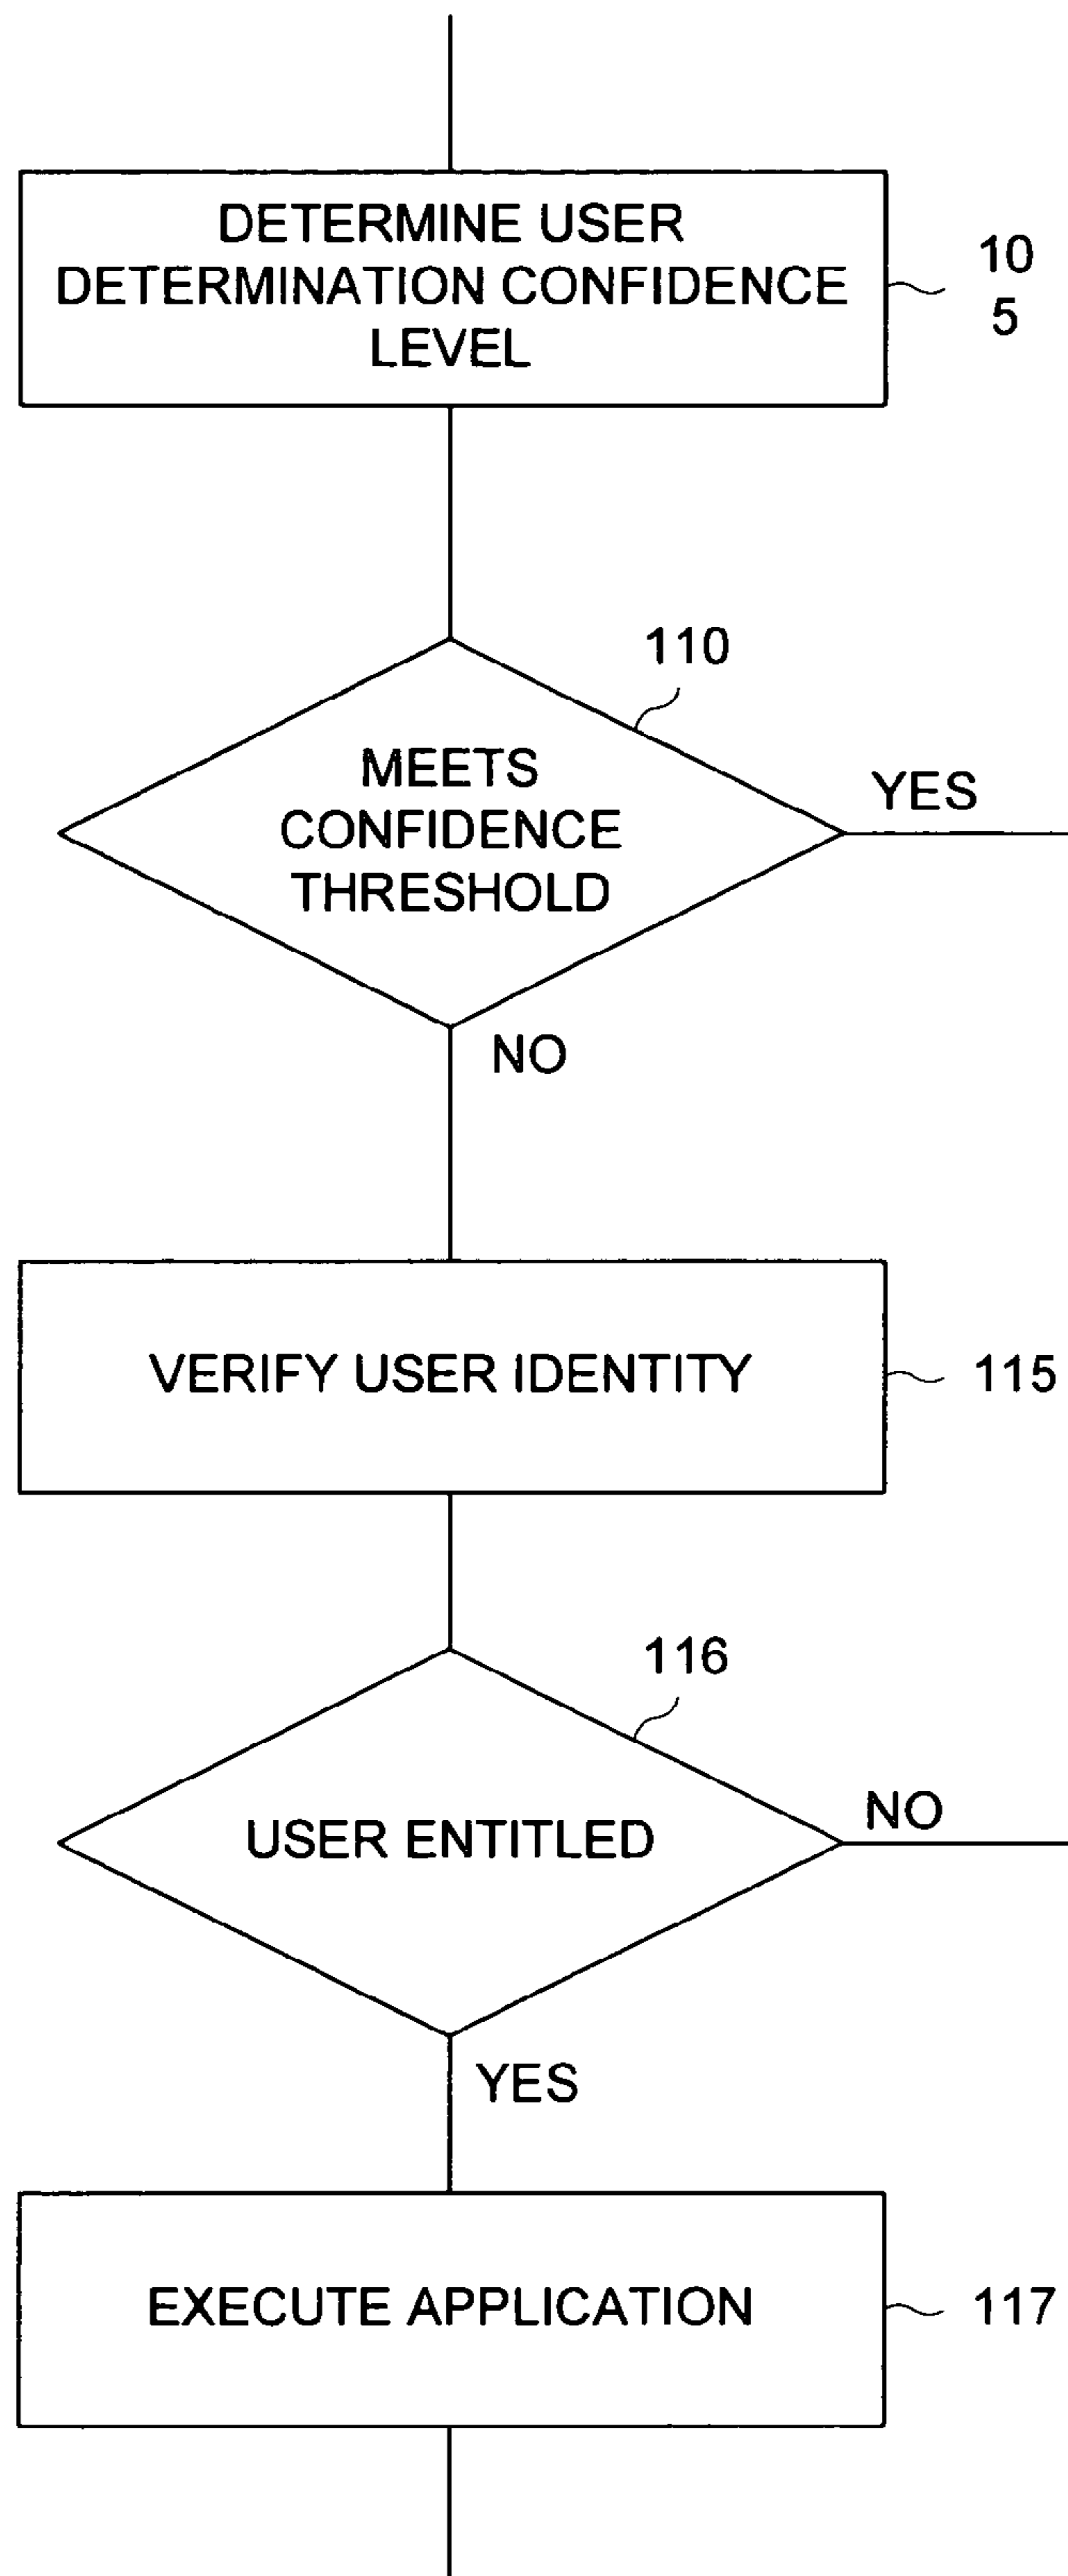 DETERMINE USER
DETERMINATION CONFIDENCE
LEVEL
10
5
110
MEETS
CONFIDENCE
THRESHOLD
YES
NO
VERIFY USER IDENTITY
115
116
USER ENTITLED
NO
YES
EXECUTE APPLICATION
117